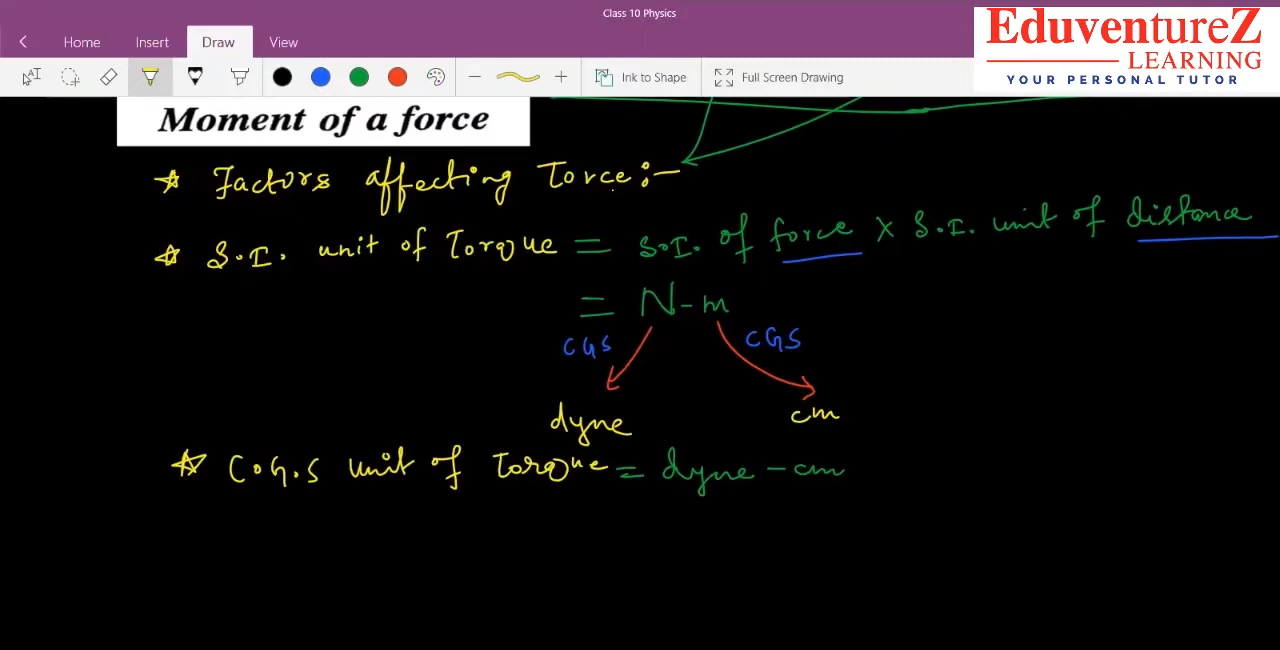 Class 10 Physics
EduventureZ
LEARNING
YOUR PERSONAL TUTOR
Home Insert Draw View
Ink to Shape Full Screen Drawing
Moment of a force
* Factors affecting Torce:-
* S.I. unit of Torque = S.I. of force x S.I. unit of distance
= N-m
CGS CGS
dyne cm
* C.G.S unit of Torque = dyne - cm